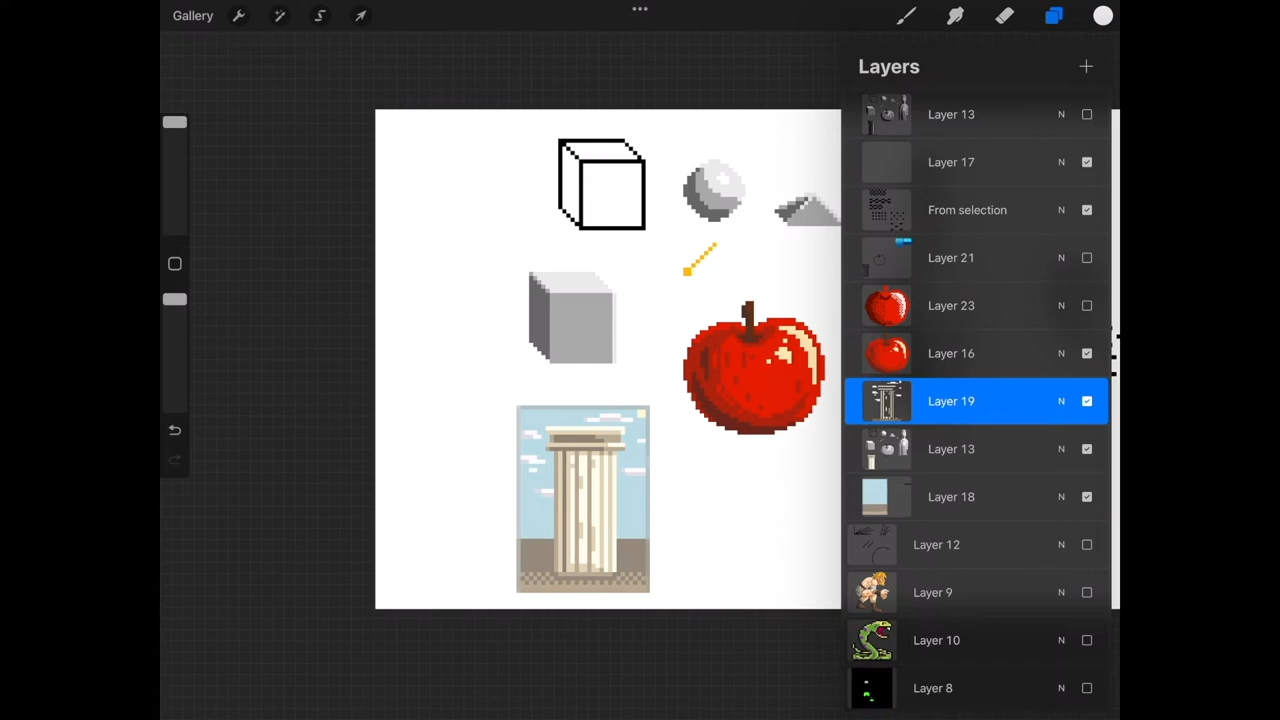 Gallery
Layers
Layer 13 N
Layer 17 N
From selection N
Layer 21 N
Layer 23 N
Layer 16 N
Layer 19 N
Layer 13 N
Layer 18 N
Layer 12 N
Layer 9 N
Layer 10 N
Layer 8 N